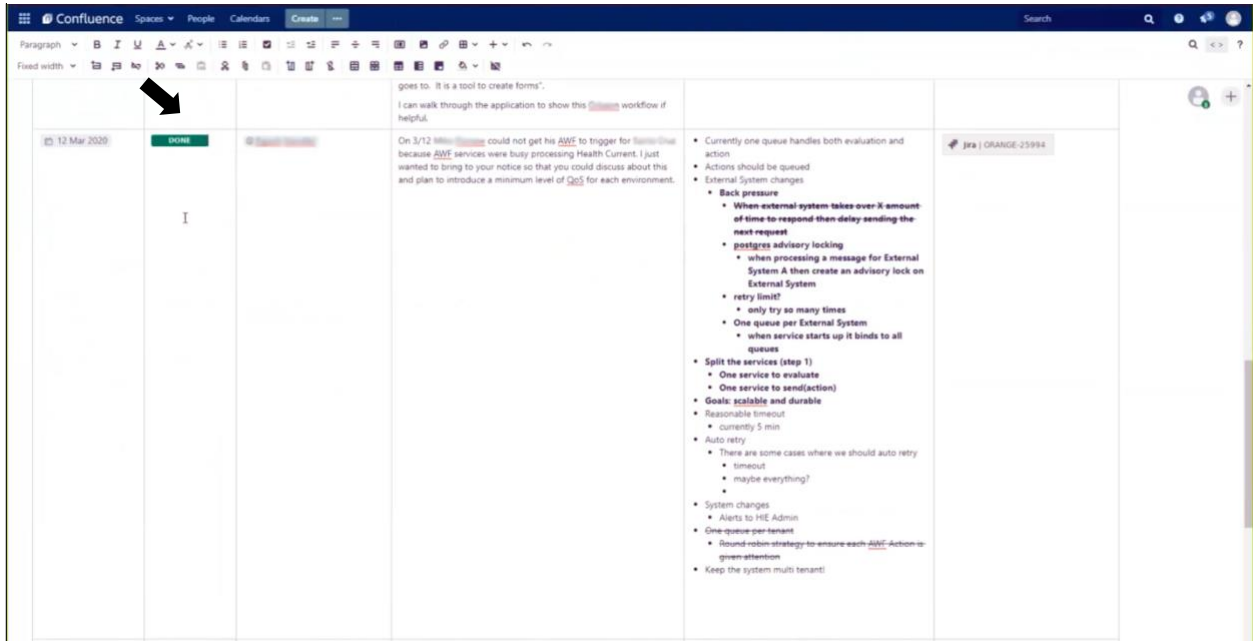 Confluence Spaces People Calendars Create ··· Search
Paragraph B I U A
Fixed width
goes to. It is a tool to create forms".
I can walk through the application to show this workflow if
helpful.
12 Mar 2020
DONE
On 3/12 could not get his AWF to trigger for
because AWF services were busy processing Health Current. I just
wanted to bring to your notice so that you could discuss about this
and plan to introduce a minimum level of QoS for each environment.
• Currently one queue handles both evaluation and
action
• Actions should be queued
• External System changes
• Back pressure
• When external system takes over X amount
of time to respond then delay sending the
next request
• postgres advisory locking
• when processing a message for External
System A then create an advisory lock on
External System
• retry limit?
• only try so many times
• One queue per External System
• when service starts up it binds to all
queues
• Split the services (step 1)
• One service to evaluate
• One service to send(action)
• Goals: scalable and durable
• Reasonable timeout
• currently 5 min
• Auto retry
• There are some cases where we should auto retry
• timeout
• maybe everything?
•
• System changes
• Alerts to HIE Admin
• One queue per tenant
• Round robin strategy to ensure each AWF Action is
given attention
• Keep the system multi tenant!
Jira | ORANGE-25994